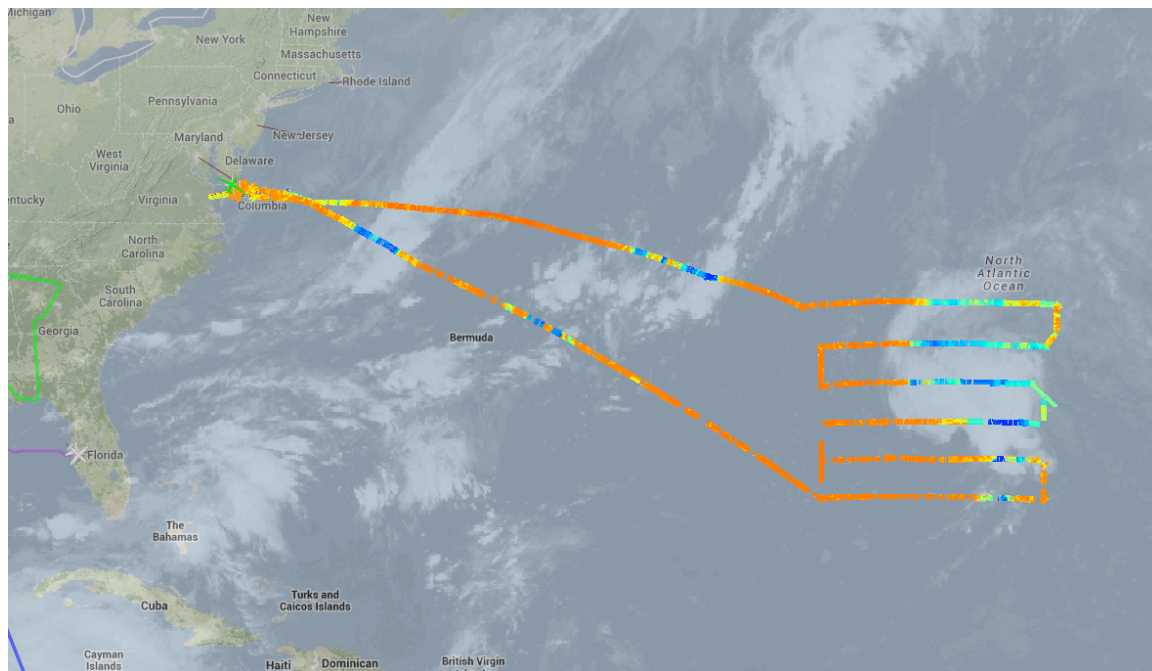 Michigan
New
Hampshire
New York
Massachusetts
Connecticut
Rhode Island
Pennsylvania
Ohio
a
New Jersey
Maryland
West
Virginia
Delaware
entucky
Virginia
Columbia
North
Carolina
North
Atlantic
Ocean
South
Carolina
Georgia
Bermuda
Florida
The
Bahamas
Turks and
Caicos Islands
Cuba
Cayman
Islands
Haiti
Dominican
British Virgin